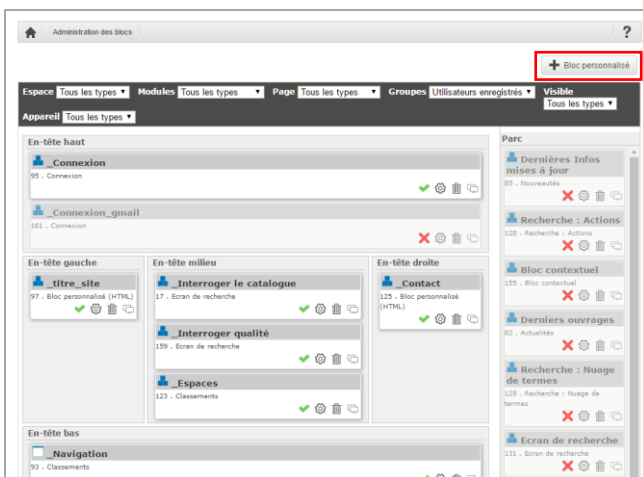 Administration des blocs
?
Bloc personnalisé
Espace Tous les types Modules Tous les types Page Tous les types Groupes Utilisateurs enregistrés Visible
Tous les types
Appareil Tous les types
En-tête haut
_Connexion
95 . Connexion
_Connexion_gmail
161 . Connexion
En-tête gauche
_titre_site
97 . Bloc personnalisé (HTML)
En-tête milieu
_Interroger le catalogue
17 . Ecran de recherche
_Interroger qualité
159 . Ecran de recherche
_Espaces
123 . Classements
En-tête droite
_Contact
125 . Bloc personnalisé
(HTML)
En-tête bas
_Navigation
93 . Classements
Parc
Dernières Infos
mises à jour
85 . Nouveautés
Recherche : Actions
128 . Recherche : Actions
Bloc contextuel
155 . Bloc contextuel
Derniers ouvrages
82 . Actualités
Recherche : Nuage
de termes
129 . Recherche : Nuage de
termes
Ecran de recherche
131 . Ecran de recherche